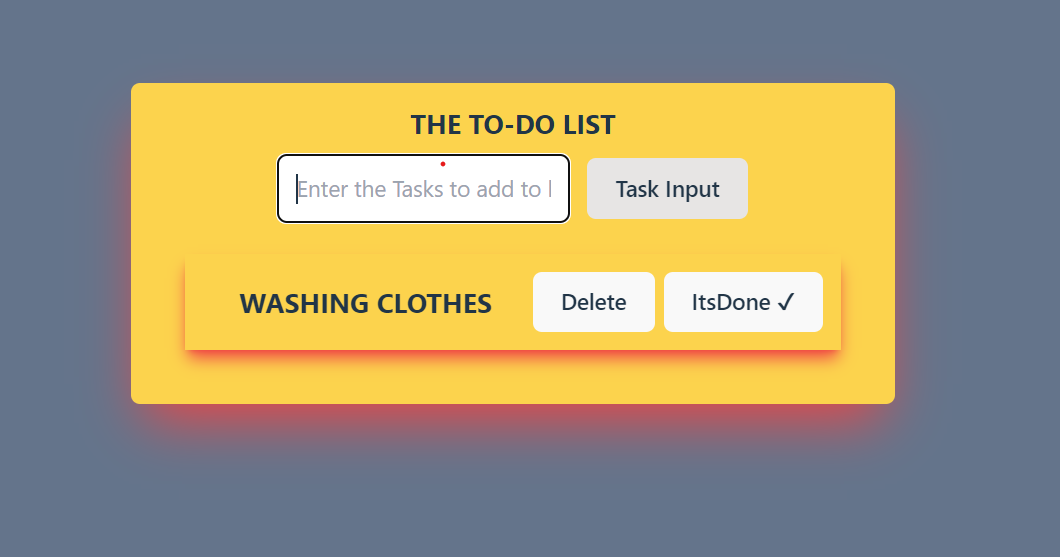 THE TO-DO LIST
Enter the Tasks to add to
Task Input
WASHING CLOTHES
Delete
ItsDone ✓